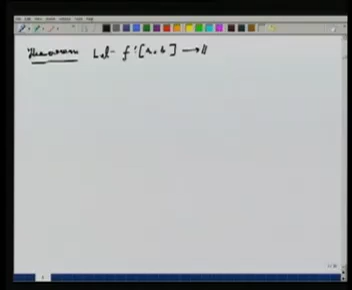 Theorem Let f : [a, b] →